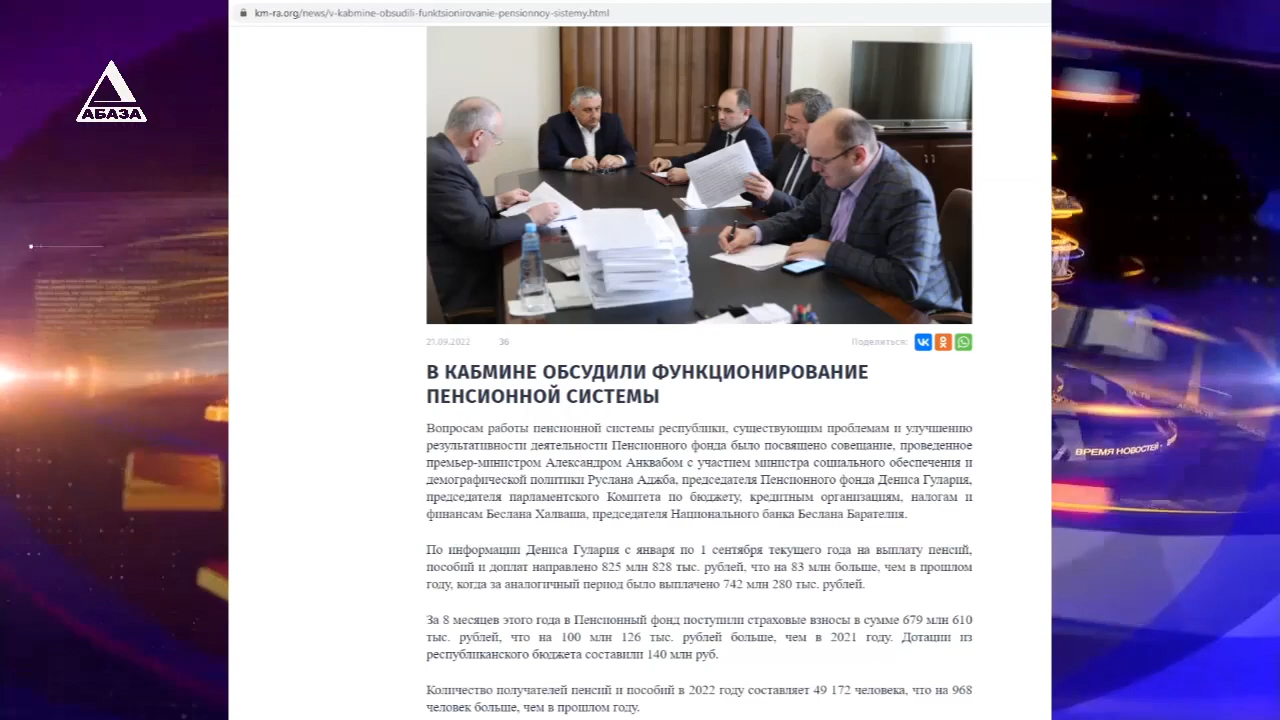 km-ra.org/news/v-kabmine-obsudili-funktsionirovanie-pensionnoy-sistemy.html
АБАЗА
21.09.2022 36 Поделиться:
В КАБМИНЕ ОБСУДИЛИ ФУНКЦИОНИРОВАНИЕ
ПЕНСИОННОЙ СИСТЕМЫ
Вопросам работы пенсионной системы республики, существующим проблемам и улучшению
результативности деятельности Пенсионного фонда было посвящено совещание, проведенное
премьер-министром Александром Анквабом с участием министра социального обеспечения и
демографической политики Руслана Аджба, председателя Пенсионного фонда Дениса Гулария,
председателя парламентского Комитета по бюджету, кредитным организациям, налогам и
финансам Беслана Халваша, председателя Национального банка Беслана Барателия.
По информации Дениса Гулария с января по 1 сентября текущего года на выплату пенсий,
пособий и доплат направлено 825 млн 828 тыс. рублей, что на 83 млн больше, чем в прошлом
году, когда за аналогичный период было выплачено 742 млн 280 тыс. рублей.
За 8 месяцев этого года в Пенсионный фонд поступили страховые взносы в сумме 679 млн 610
тыс. рублей, что на 100 млн 126 тыс. рублей больше, чем в 2021 году. Дотации из
республиканского бюджета составили 140 млн руб.
Количество получателей пенсий и пособий в 2022 году составляет 49 172 человека, что на 968
человек больше, чем в прошлом году.
ВРЕМЯ НОВОСТЕЙ